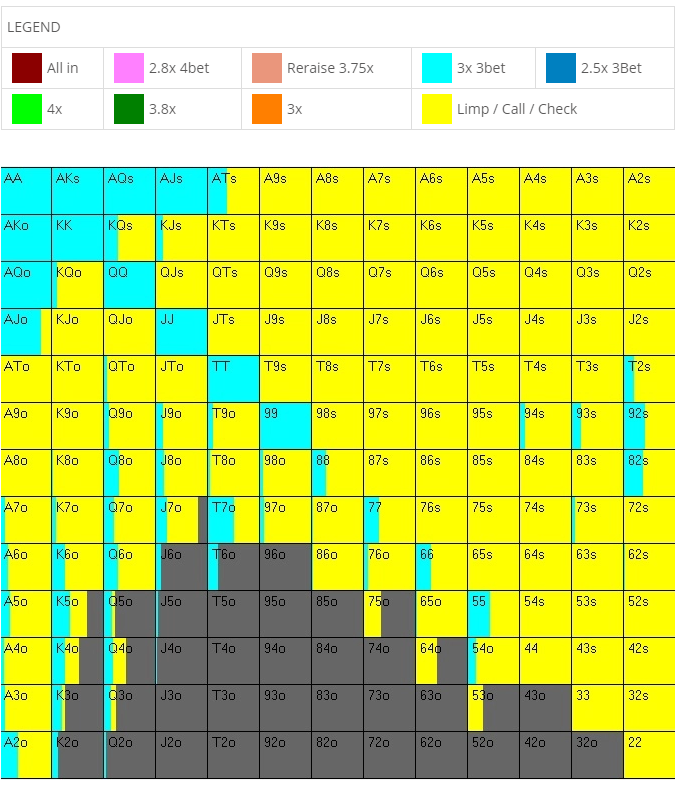 LEGEND
All in 2.8x 4bet Reraise 3.75x 3x 3bet 2.5x 3Bet
4x 3.8x 3x Limp / Call / Check
AA AKs AQs AJs ATs A9s A8s A7s A6s A5s A4s A3s A2s
AKo KK KQs KJs KTs K9s K8s K7s K6s K5s K4s K3s K2s
AQo KQo QQ QJs QTs Q9s Q8s Q7s Q6s Q5s Q4s Q3s Q2s
AJo KJo QJo JJ JTs J9s J8s J7s J6s J5s J4s J3s J2s
ATo KTo QTo JTo TT T9s T8s T7s T6s T5s T4s T3s T2s
A9o K9o Q9o J9o T9o 99 98s 97s 96s 95s 94s 93s 92s
A8o K8o Q8o J8o T8o 98o 88 87s 86s 85s 84s 83s 82s
A7o K7o Q7o J7o T7o 97o 87o 77 76s 75s 74s 73s 72s
A6o K6o Q6o J6o T6o 96o 86o 76o 66 65s 64s 63s 62s
A5o K5o Q5o J5o T5o 95o 85o 75o 65o 55 54s 53s 52s
A4o K4o Q4o J4o T4o 94o 84o 74o 64o 54o 44 43s 42s
A3o K3o Q3o J3o T3o 93o 83o 73o 63o 53o 43o 33 32s
A2o K2o Q2o J2o T2o 92o 82o 72o 62o 52o 42o 32o 22